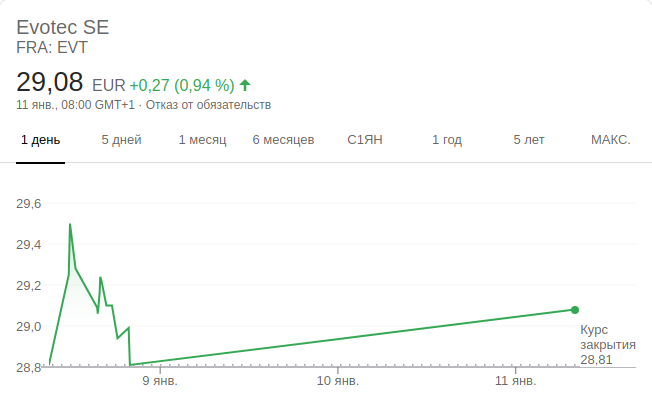 Evotec SE
FRA: EVT
29,08 EUR +0,27 (0,94 %)
11 янв., 08:00 GMT+1 · Отказ от обязательств
1 день 5 дней 1 месяц 6 месяцев С1ЯН 1 год 5 лет МАКС.
29,6
29,4
29,2
29,0
Курс
закрытия
28,81
28,8
9 янв. 10 янв. 11 янв.